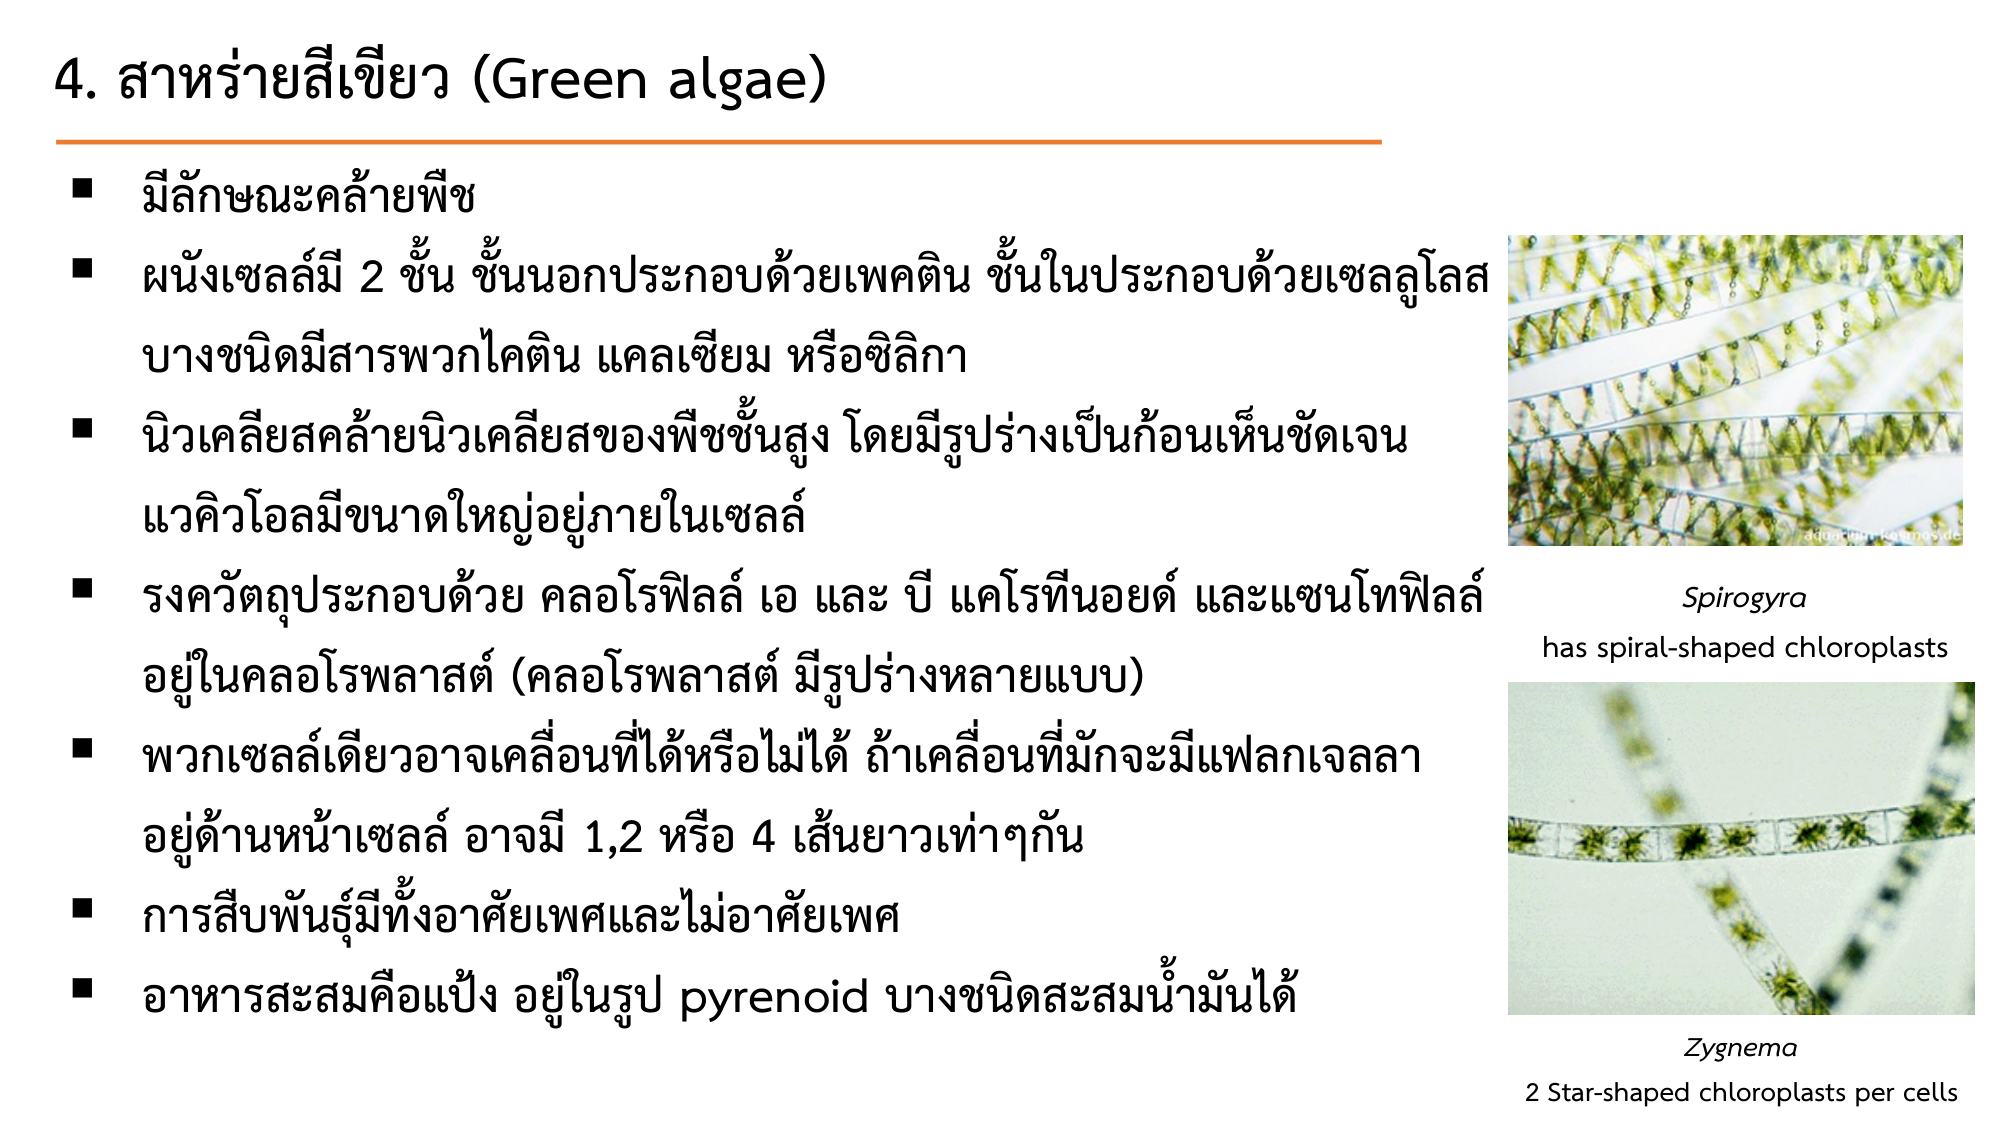 4. สาหร่ายสีเขียว (Green algae)
▪ มีลักษณะคล้ายพืช
▪ ผนังเซลล์มี 2 ชั้น ชั้นนอกประกอบด้วยเพคติน ชั้นในประกอบด้วยเซลลูโลส
บางชนิดมีสารพวกไคติน แคลเซียม หรือซิลิกา
▪ นิวเคลียสคล้ายนิวเคลียสของพืชชั้นสูง โดยมีรูปร่างเป็นก้อนเห็นชัดเจน
แวคิวโอลมีขนาดใหญ่อยู่ภายในเซลล์
▪ รงควัตถุประกอบด้วย คลอโรฟิลล์ เอ และ บี แคโรทีนอยด์ และแซนโทฟิลล์
อยู่ในคลอโรพลาสต์ (คลอโรพลาสต์ มีรูปร่างหลายแบบ)
▪ พวกเซลล์เดียวอาจเคลื่อนที่ได้หรือไม่ได้ ถ้าเคลื่อนที่มักจะมีแฟลกเจลลา
อยู่ด้านหน้าเซลล์ อาจมี 1,2 หรือ 4 เส้นยาวเท่าๆกัน
▪ การสืบพันธุ์มีทั้งอาศัยเพศและไม่อาศัยเพศ
▪ อาหารสะสมคือแป้ง อยู่ในรูป pyrenoid บางชนิดสะสมน้ำมันได้
aquarium-kosmos.de
Spirogyra
has spiral-shaped chloroplasts
Zygnema
2 Star-shaped chloroplasts per cells